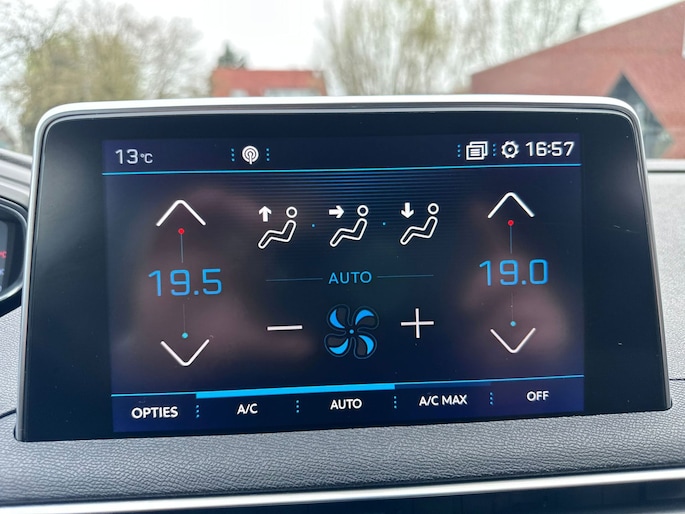 13°C 16:57
19.5 19.0
AUTO
OPTIES A/C AUTO A/C MAX OFF